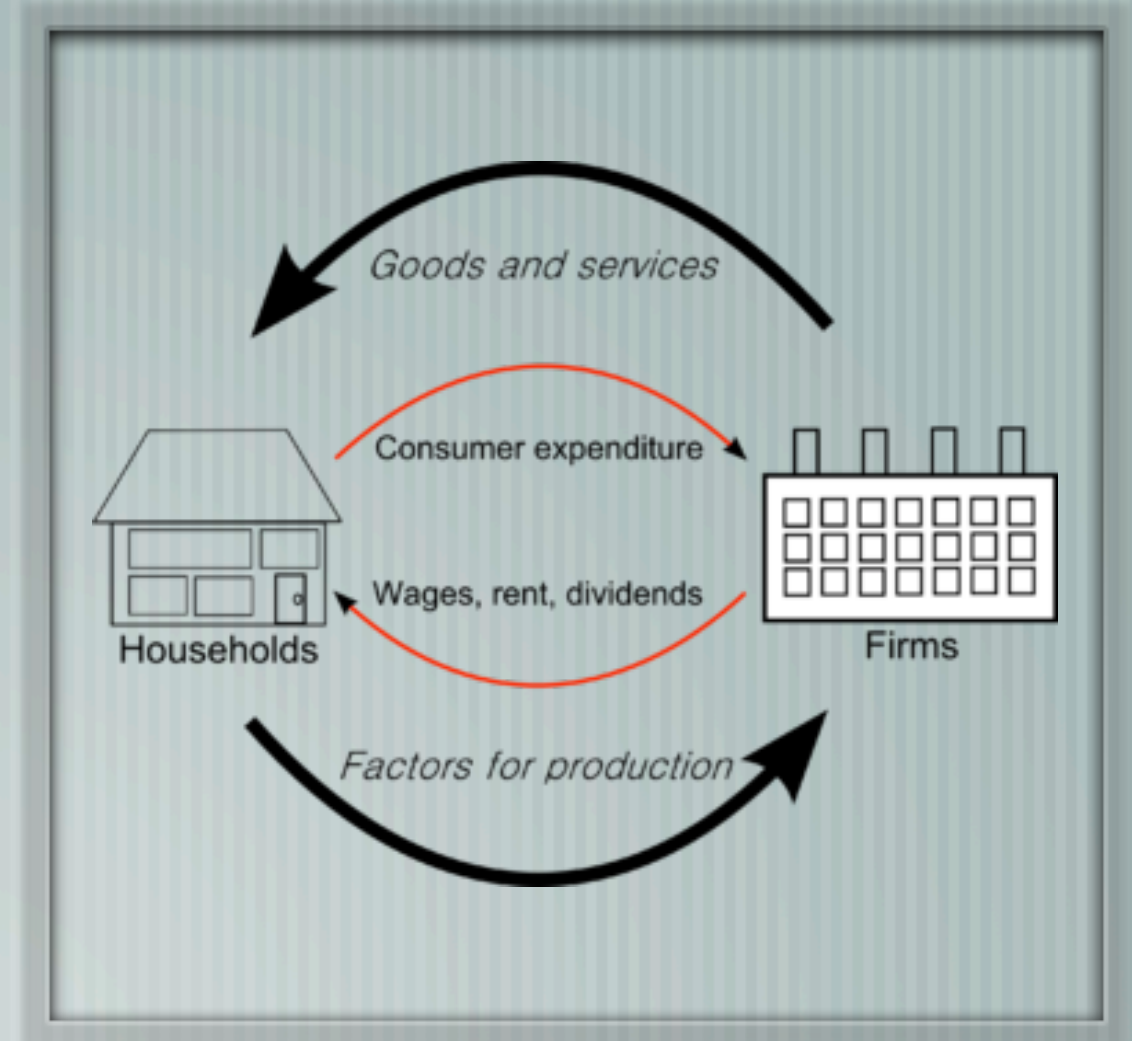 Goods and services
Consumer expenditure
Wages, rent, dividends
Households
Firms
Factors for production